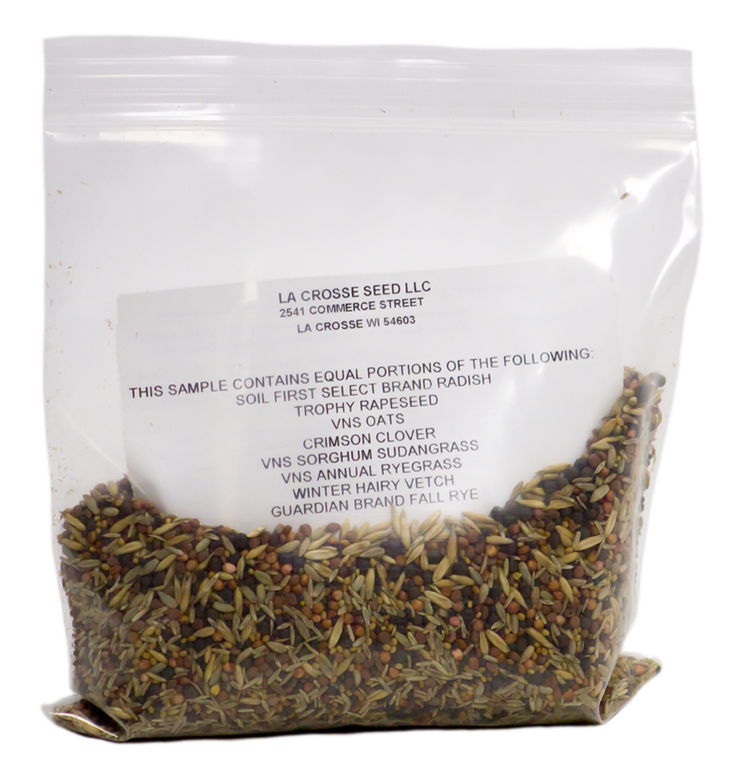 LA CROSSE SEED LLC
2541 COMMERCE STREET
LA CROSSE WI 54603
THIS SAMPLE CONTAINS EQUAL PORTIONS OF THE FOLLOWING:
SOIL FIRST SELECT BRAND RADISH
TROPHY RAPESEED
VNS OATS
CRIMSON CLOVER
VNS SORGHUM SUDANGRASS
VNS ANNUAL RYEGRASS
WINTER HAIRY VETCH
GUARDIAN BRAND FALL RYE